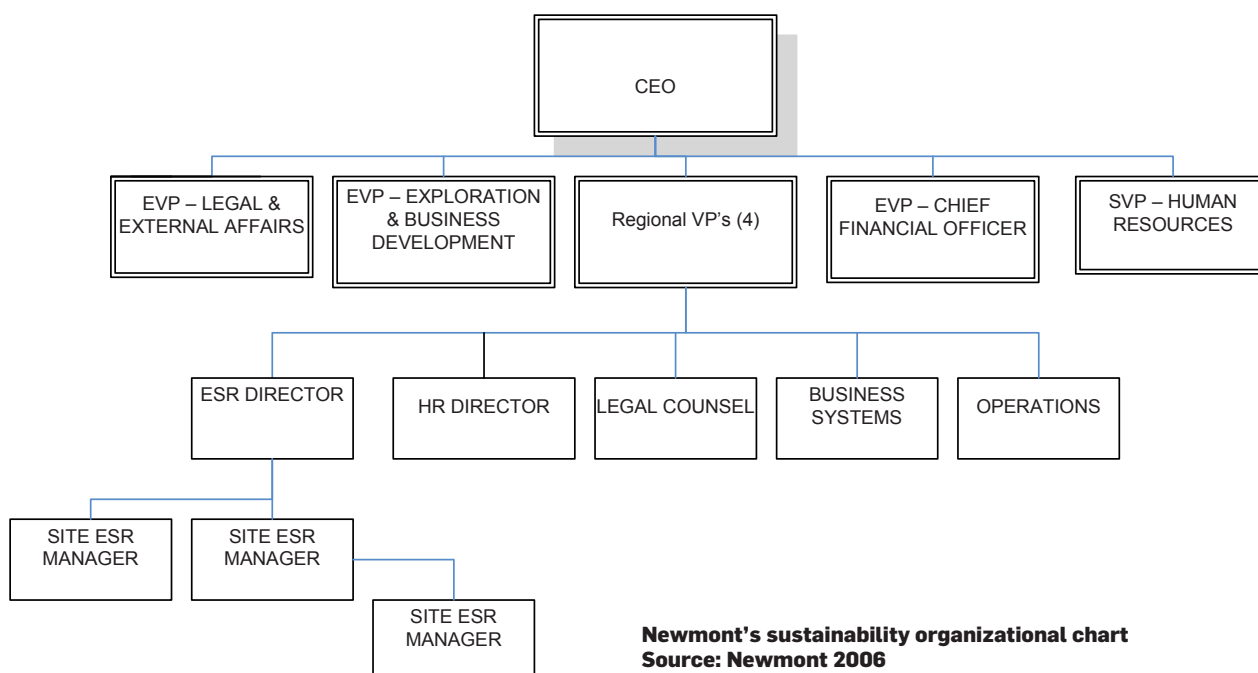 CEO
EVP – LEGAL &
EXTERNAL AFFAIRS
EVP – EXPLORATION
& BUSINESS
DEVELOPMENT
Regional VP's (4)
EVP – CHIEF
FINANCIAL OFFICER
SVP – HUMAN
RESOURCES
ESR DIRECTOR
HR DIRECTOR
LEGAL COUNSEL
BUSINESS
SYSTEMS
OPERATIONS
SITE ESR
MANAGER
SITE ESR
MANAGER
SITE ESR
MANAGER
Newmont's sustainability organizational chart
Source: Newmont 2006